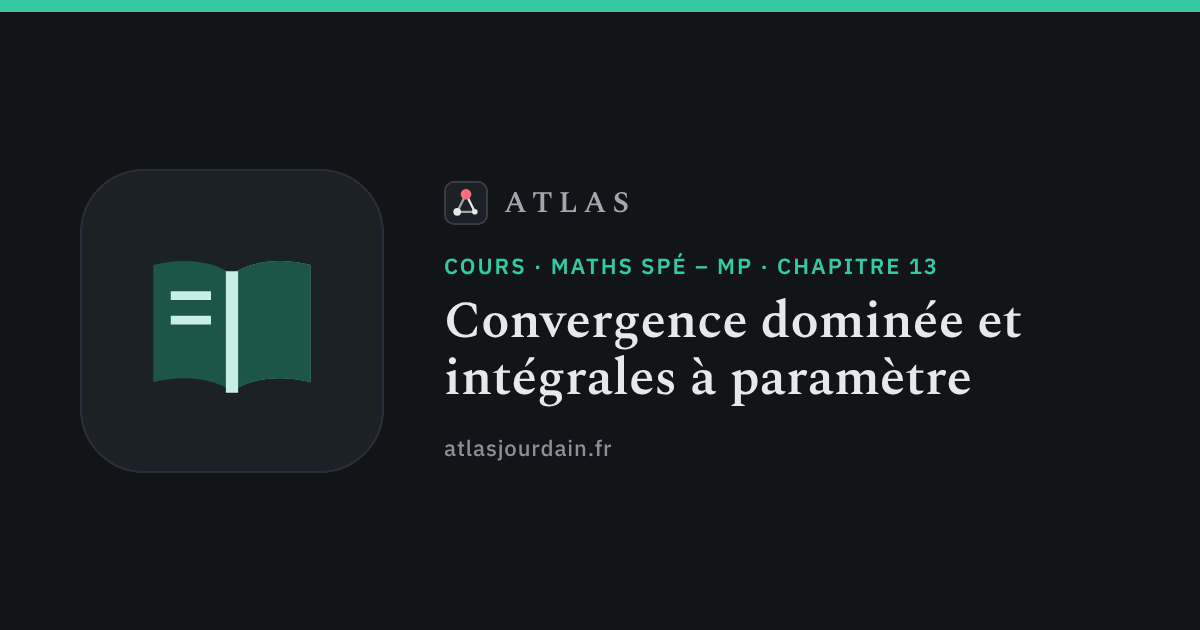 ATLAS
COURS · MATHS SPÉ – MP · CHAPITRE 13
Convergence dominée et
intégrales à paramètre
atlasjourdain.fr